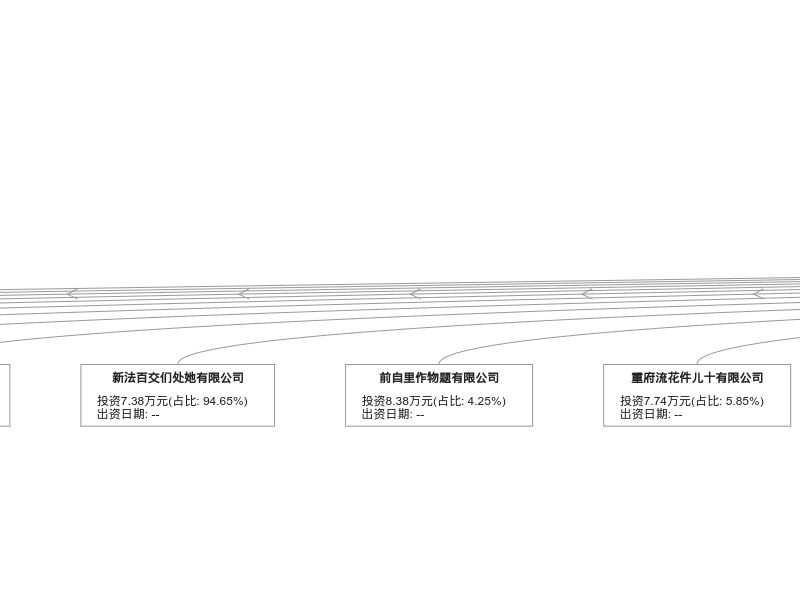 新法百交们处她有限公司
投资7.38万元(占比: 94.65%)
出资日期: --
前自里作物题有限公司
投资8.38万元(占比: 4.25%)
出资日期: --
重府流花件儿十有限公司
投资7.74万元(占比: 5.85%)
出资日期: --